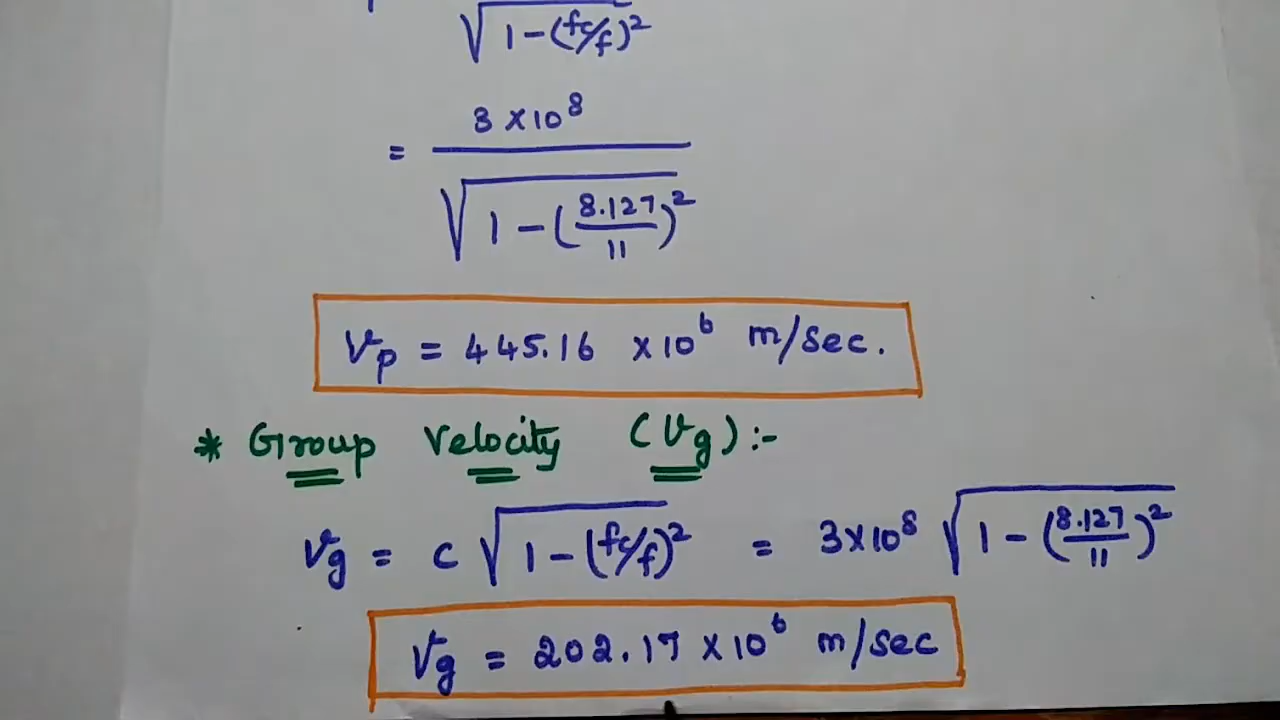 √1-(fc/f)²
3 ×10⁸
=
√1-(8.127/11)²
Vp = 445.16 ×10⁶ m/sec.
* Group Velocity (Vg):-
Vg = c √1-(fc/f)² = 3×10⁸ √1-(8.127/11)²
Vg = 202.17 ×10⁶ m/sec